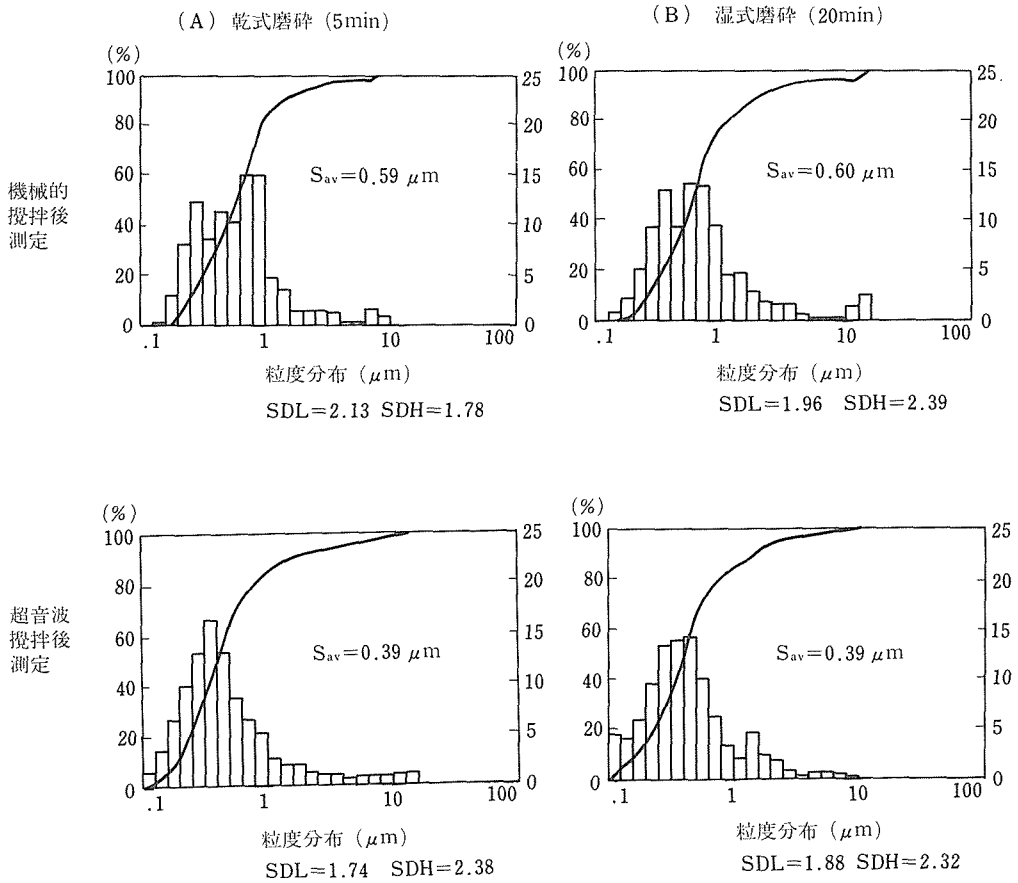 (A) 乾式磨砕 (5min)
(B) 湿式磨砕 (20min)
機械的
攪拌後
測定
(%)
100
80
60
40
20
0
25
20
15
10
5
0
Sav=0.59 μm
.1 1 10 100
粒度分布 (μm)
SDL=2.13 SDH=1.78
(%)
100
80
60
40
20
0
25
20
15
10
5
0
Sav=0.60 μm
.1 1 10 100
粒度分布 (μm)
SDL=1.96 SDH=2.39
超音波
攪拌後
測定
(%)
100
80
60
40
20
0
25
20
15
10
5
0
Sav=0.39 μm
.1 1 10 100
粒度分布 (μm)
SDL=1.74 SDH=2.38
(%)
100
80
60
40
20
0
25
20
15
10
5
0
Sav=0.39 μm
.1 1 10 100
粒度分布 (μm)
SDL=1.88 SDH=2.32